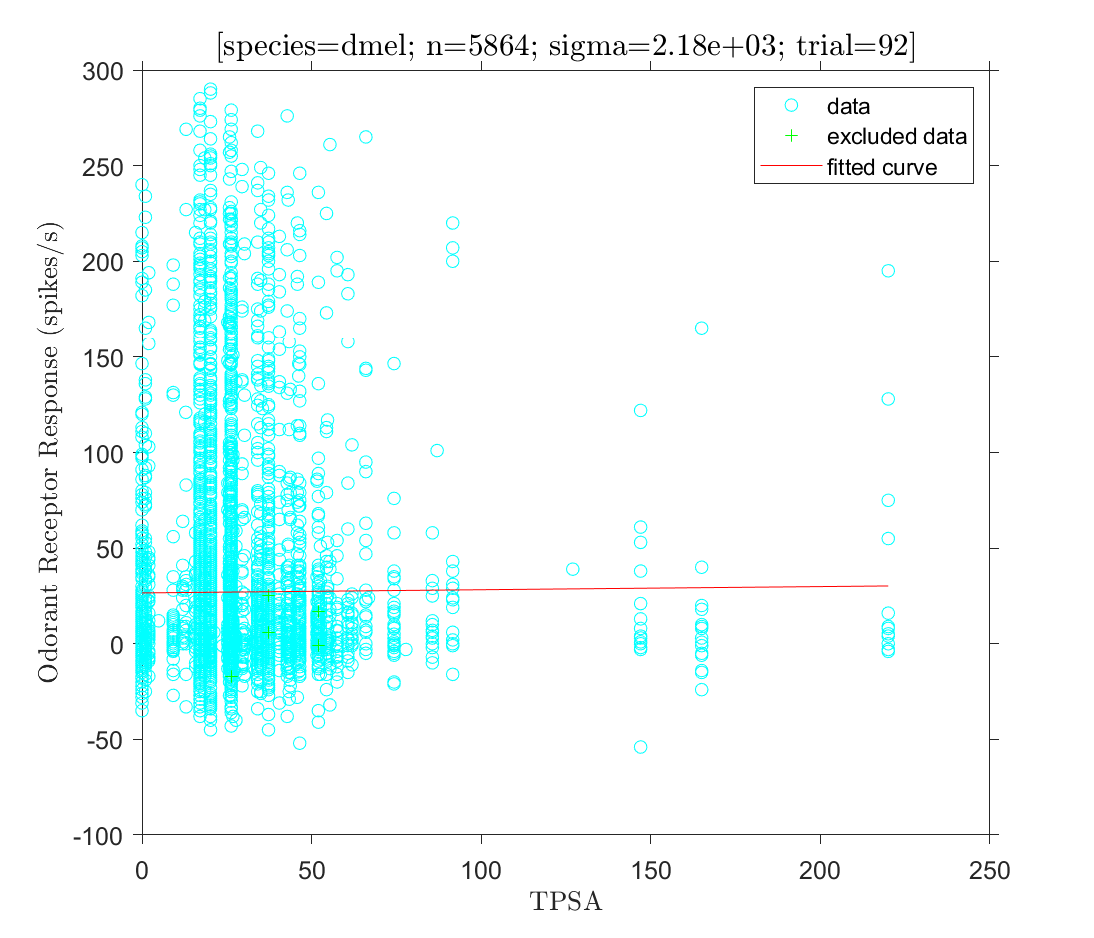 [species=dmel; n=5864; sigma=2.18e+03; trial=92]
300
250
200
150
100
50
0
-50
-100
Odorant Receptor Response (spikes/s)
data
excluded data
fitted curve
0 50 100 150 200 250
TPSA